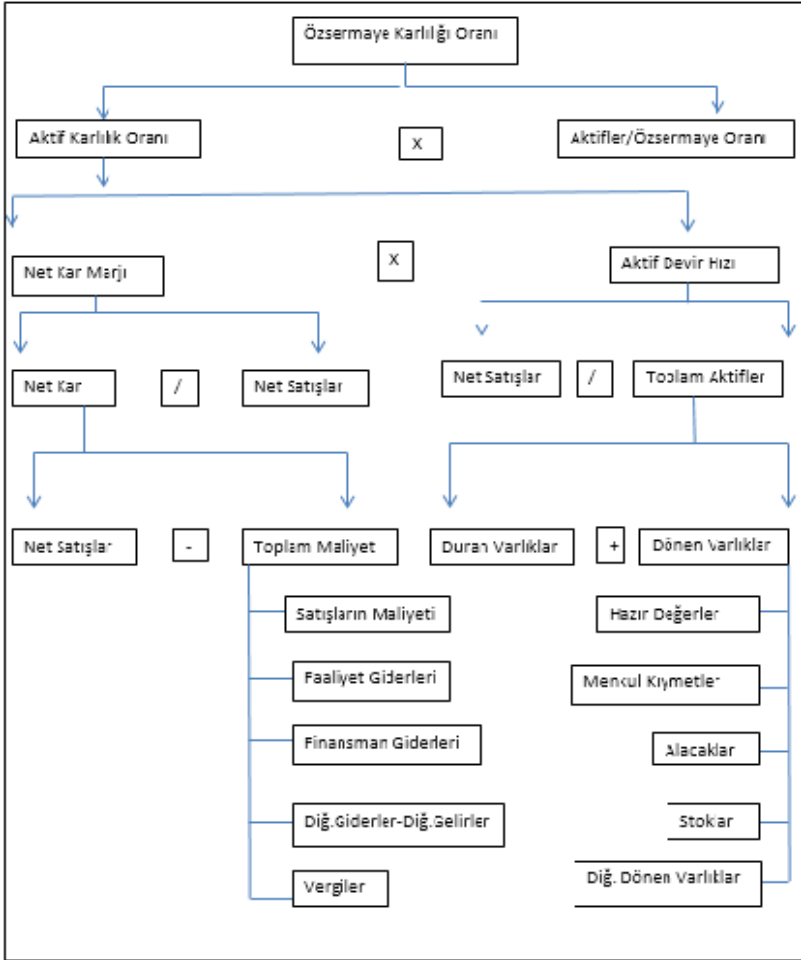 Özsermaye Karlılığı Oranı
Aktif Karlılık Oranı
X
Aktifler/Özsermaye Oranı
Net Kar Marjı
X
Aktif Devir Hızı
Net Kar
/
Net Satışlar
Net Satışlar
/
Toplam Aktifler
Net Satışlar
-
Toplam Maliyet
Duran Varlıklar
+
Dönen Varlıklar
Satışların Maliyeti
Hazır Değerler
Faaliyet Giderleri
Menkul Kıymetler
Finansman Giderleri
Alacaklar
Diğ.Giderler-Diğ.Gelirler
Stoklar
Vergiler
Diğ. Dönen Varlıklar